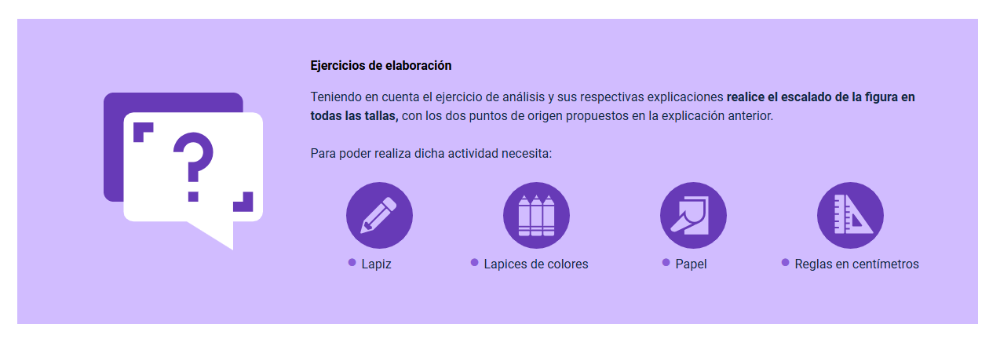 Ejercicios de elaboración
Teniendo en cuenta el ejercicio de análisis y sus respectivas explicaciones realice el escalado de la figura en
todas las tallas, con los dos puntos de origen propuestos en la explicación anterior.
Para poder realiza dicha actividad necesita:
?
Lapiz
Lapices de colores
Papel
Reglas en centímetros